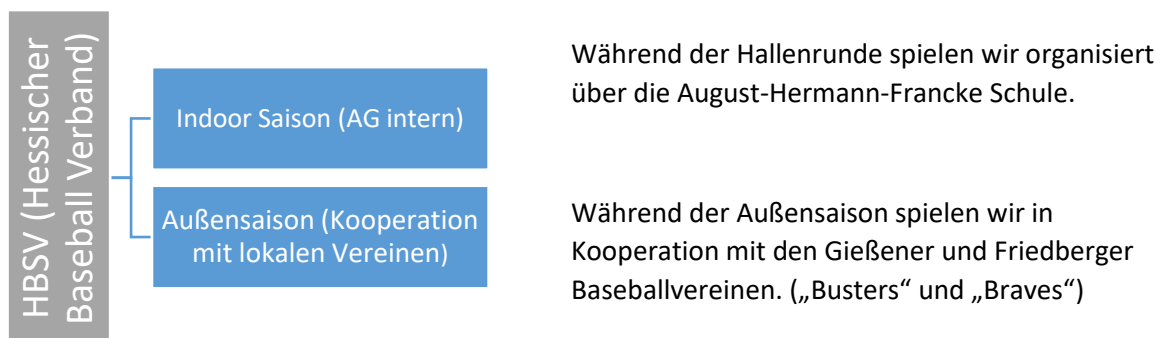 HBSV (Hessischer
Baseball Verband)
Indoor Saison (AG intern)
Während der Hallenrunde spielen wir organisiert
über die August-Hermann-Francke Schule.
Außensaison (Kooperation
mit lokalen Vereinen)
Während der Außensaison spielen wir in
Kooperation mit den Gießener und Friedberger
Baseballvereinen. („Busters“ und „Braves“)